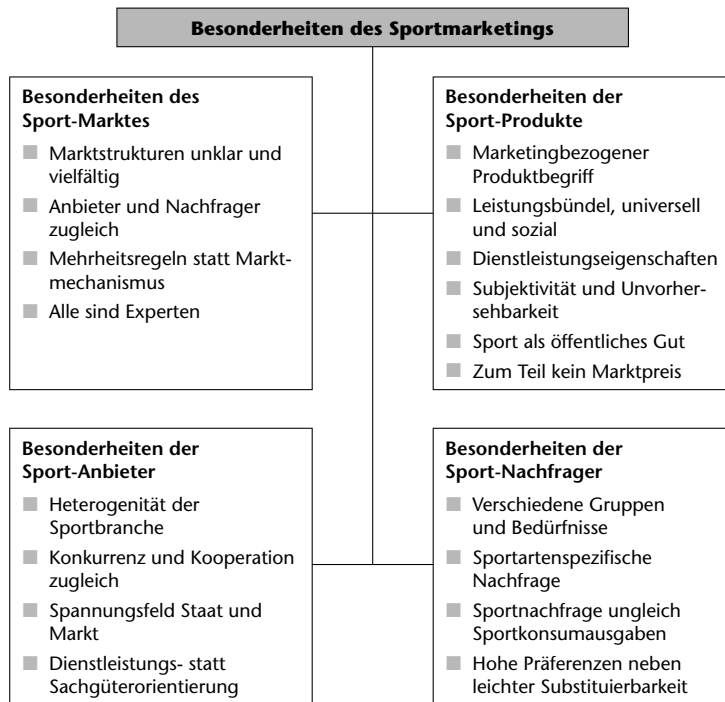 Besonderheiten des Sportmarketings
Besonderheiten des
Sport-Marktes
Marktstrukturen unklar und
vielfältig
Anbieter und Nachfrager
zugleich
Mehrheitsregeln statt Markt-
mechanismus
Alle sind Experten
Besonderheiten der
Sport-Produkte
Marketingbezogener
Produktbegriff
Leistungsbündel, universell
und sozial
Dienstleistungseigenschaften
Subjektivität und Unvorher-
sehbarkeit
Sport als öffentliches Gut
Zum Teil kein Marktpreis
Besonderheiten der
Sport-Anbieter
Heterogenität der
Sportbranche
Konkurrenz und Kooperation
zugleich
Spannungsfeld Staat und
Markt
Dienstleistungs- statt
Sachgüterorientierung
Besonderheiten der
Sport-Nachfrager
Verschiedene Gruppen
und Bedürfnisse
Sportartenspezifische
Nachfrage
Sportnachfrage ungleich
Sportkonsumausgaben
Hohe Präferenzen neben
leichter Substituierbarkeit